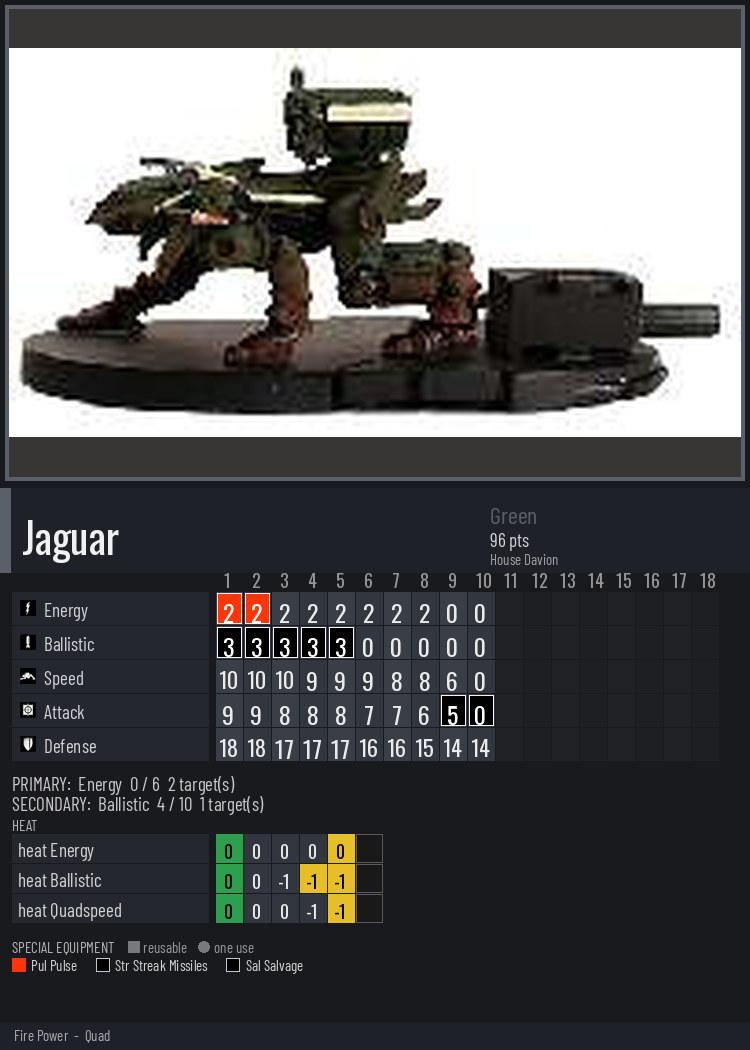 Jaguar
Green
96 pts
House Davion
1 2 3 4 5 6 7 8 9 10 11 12 13 14 15 16 17 18
Energy 2 2 2 2 2 2 2 2 0 0
Ballistic 3 3 3 3 3 0 0 0 0 0
Speed 10 10 10 9 9 9 8 8 6 0
Attack 9 9 8 8 8 7 7 6 5 0
Defense 18 18 17 17 17 16 16 15 14 14
PRIMARY: Energy 0 / 6 2 target(s)
SECONDARY: Ballistic 4 / 10 1 target(s)
HEAT
heat Energy 0 0 0 0 0
heat Ballistic 0 0 -1 -1 -1
heat Quadspeed 0 0 0 -1 -1
SPECIAL EQUIPMENT reusable one use
Pul Pulse Str Streak Missiles Sal Salvage
Fire Power - Quad